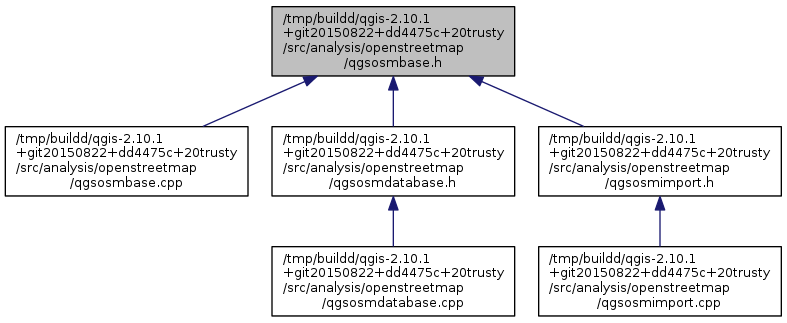 /tmp/buildd/qgis-2.10.1
+git20150822+dd4475c+20trusty
/src/analysis/openstreetmap
/qgsosmbase.h
/tmp/buildd/qgis-2.10.1
+git20150822+dd4475c+20trusty
/src/analysis/openstreetmap
/qgsosmbase.cpp
/tmp/buildd/qgis-2.10.1
+git20150822+dd4475c+20trusty
/src/analysis/openstreetmap
/qgsosmdatabase.h
/tmp/buildd/qgis-2.10.1
+git20150822+dd4475c+20trusty
/src/analysis/openstreetmap
/qgsosmimport.h
/tmp/buildd/qgis-2.10.1
+git20150822+dd4475c+20trusty
/src/analysis/openstreetmap
/qgsosmdatabase.cpp
/tmp/buildd/qgis-2.10.1
+git20150822+dd4475c+20trusty
/src/analysis/openstreetmap
/qgsosmimport.cpp